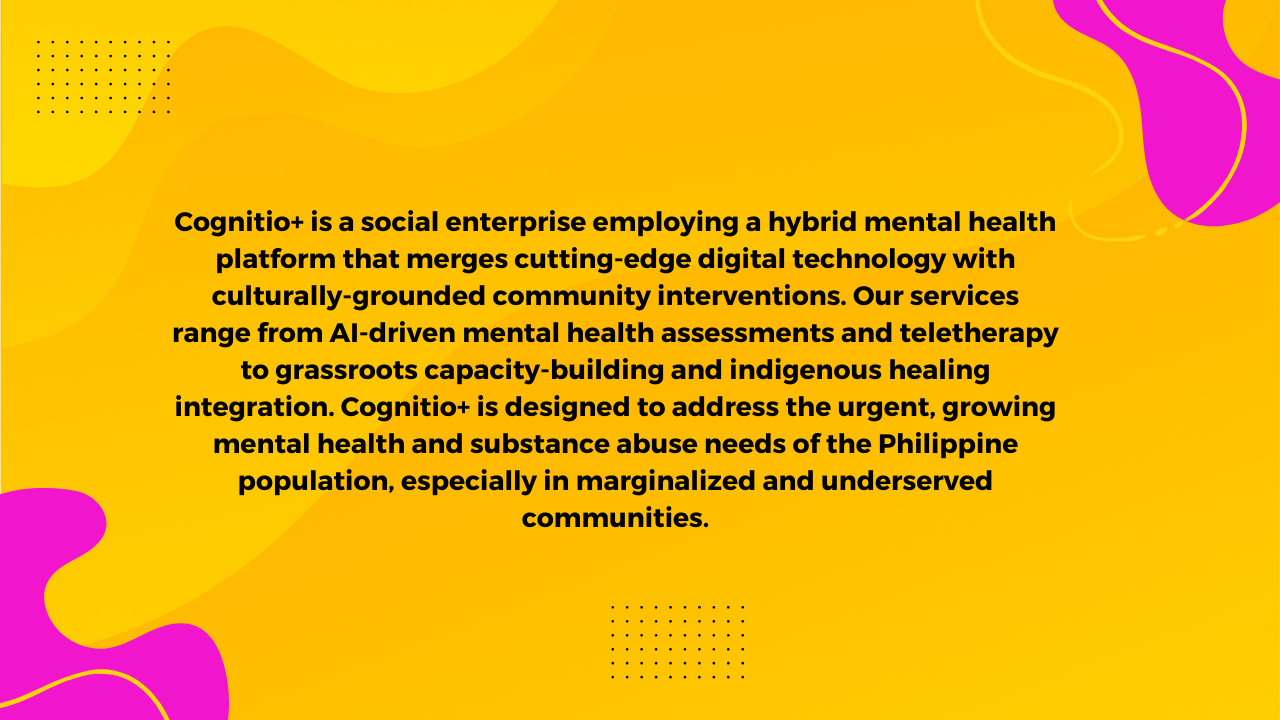 Cognitio+ is a social enterprise employing a hybrid mental health
platform that merges cutting-edge digital technology with
culturally-grounded community interventions. Our services
range from AI-driven mental health assessments and teletherapy
to grassroots capacity-building and indigenous healing
integration. Cognitio+ is designed to address the urgent, growing
mental health and substance abuse needs of the Philippine
population, especially in marginalized and underserved
communities.